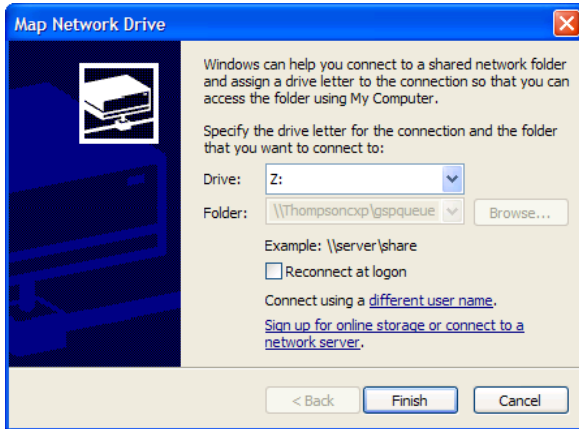 Map Network Drive
Windows can help you connect to a shared network folder
and assign a drive letter to the connection so that you can
access the folder using My Computer.
Specify the drive letter for the connection and the folder
that you want to connect to:
Drive: Z:
Folder: \\Thompsoncxp\gspqueue Browse...
Example: \\server\share
Reconnect at logon
Connect using a different user name.
Sign up for online storage or connect to a
network server.
< Back Finish Cancel